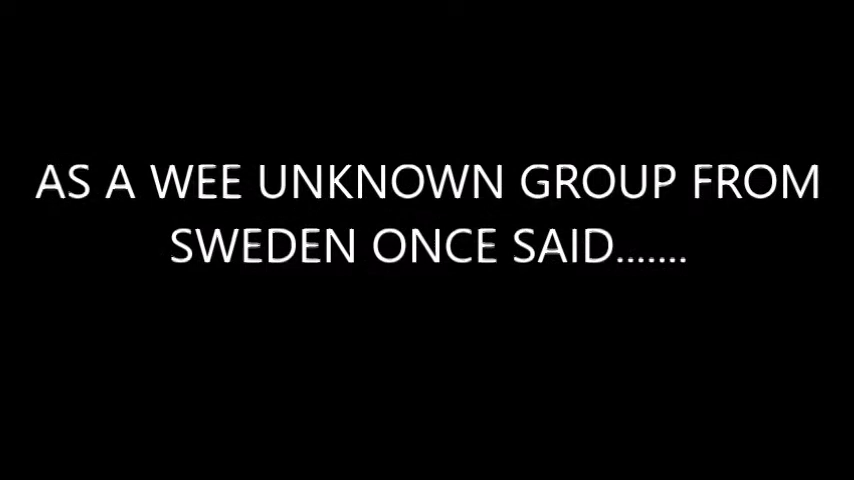 AS A WEE UNKNOWN GROUP FROM
SWEDEN ONCE SAID.......